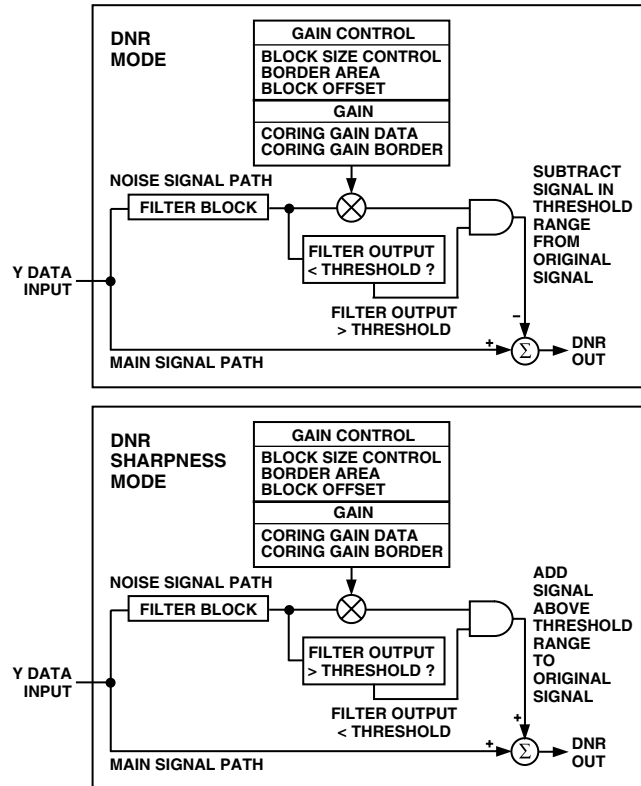 DNR
MODE
GAIN CONTROL
BLOCK SIZE CONTROL
BORDER AREA
BLOCK OFFSET
GAIN
CORING GAIN DATA
CORING GAIN BORDER
NOISE SIGNAL PATH
FILTER BLOCK
FILTER OUTPUT
< THRESHOLD ?
FILTER OUTPUT
> THRESHOLD
SUBTRACT
SIGNAL IN
THRESHOLD
RANGE
FROM
ORIGINAL
SIGNAL
Y DATA
INPUT
MAIN SIGNAL PATH
–
+
Σ
DNR
OUT
DNR
SHARPNESS
MODE
GAIN CONTROL
BLOCK SIZE CONTROL
BORDER AREA
BLOCK OFFSET
GAIN
CORING GAIN DATA
CORING GAIN BORDER
NOISE SIGNAL PATH
FILTER BLOCK
FILTER OUTPUT
> THRESHOLD ?
FILTER OUTPUT
< THRESHOLD
ADD
SIGNAL
ABOVE
THRESHOLD
RANGE
TO
ORIGINAL
SIGNAL
Y DATA
INPUT
MAIN SIGNAL PATH
+
+
Σ
DNR
OUT